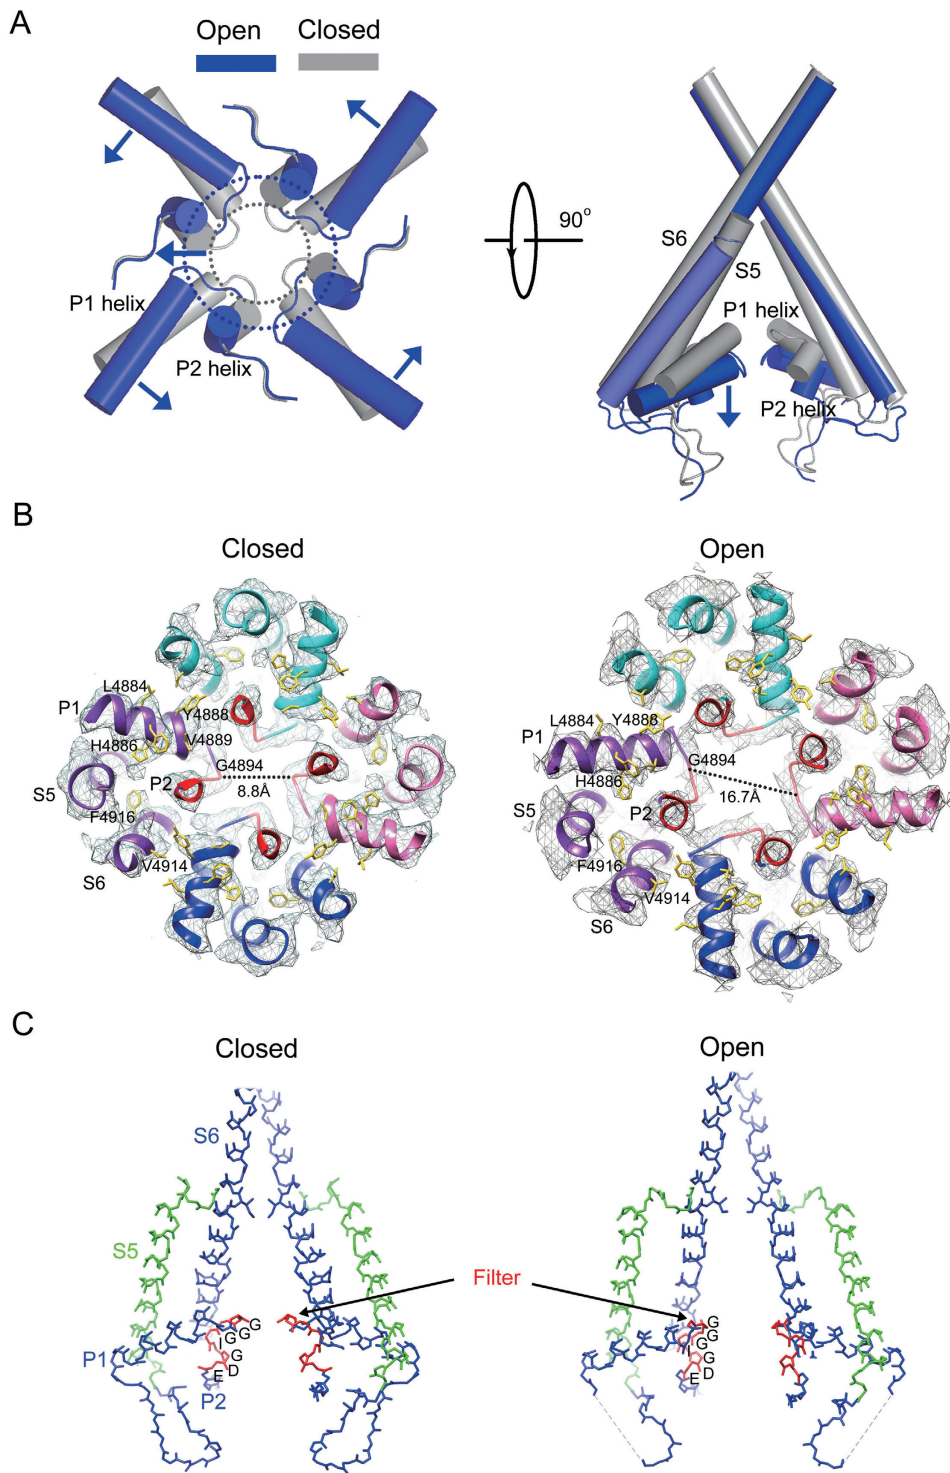 A
Open Closed
P1 helix
P2 helix
90°
S6
S5
P1 helix
P2 helix
B
Closed
Open
L4884
P1
Y4888
H4886
V4889
G4894
S5
P2
8.8Å
F4916
V4914
S6
L4884
Y4888
P1
G4894
H4886
S5
P2
16.7Å
F4916
V4914
S6
C
Closed
Open
S6
S5
Filter
P1
G
G
G
I
G
D
E
P2
G
G
G
I
G
D
E